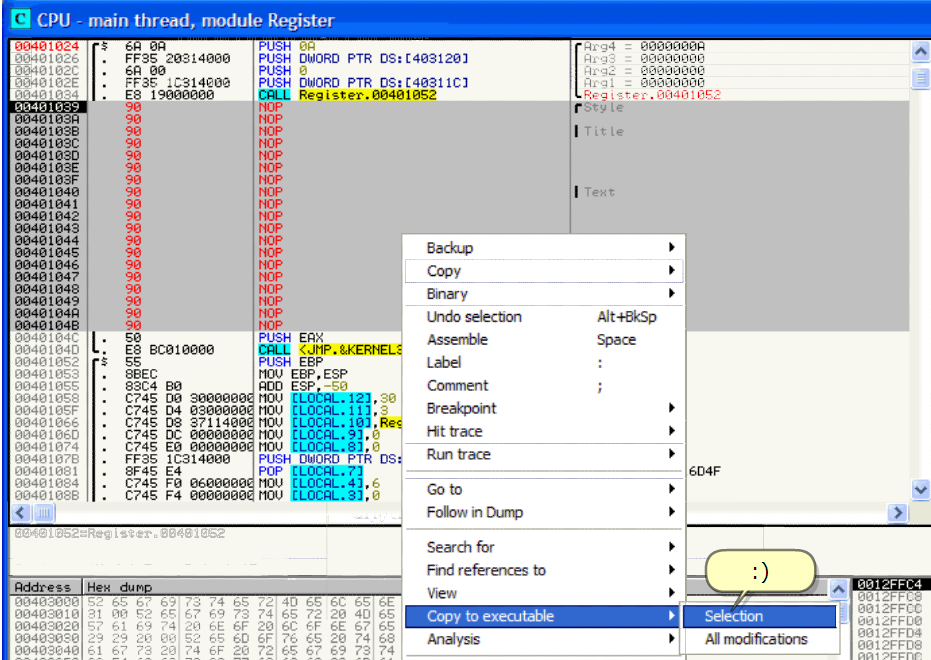 C CPU - main thread, module Register
00401024 $ 6A 0A PUSH 0A Arg4 = 0000000A
00401026 . FF35 20314000 PUSH DWORD PTR DS:[403120] Arg3 = 00000000
0040102C . 6A 00 PUSH 0 Arg2 = 00000000
0040102E . FF35 1C314000 PUSH DWORD PTR DS:[40311C] Arg1 = 00000000
00401034 . E8 19000000 CALL Register.00401052 Register.00401052
00401039 90 NOP Style
0040103A 90 NOP
0040103B 90 NOP Title
0040103C 90 NOP
0040103D 90 NOP
0040103E 90 NOP
0040103F 90 NOP
00401040 90 NOP Text
00401041 90 NOP
00401042 90 NOP
00401043 90 NOP
00401044 90 NOP
00401045 90 NOP
00401046 90 NOP
00401047 90 NOP
00401048 90 NOP
00401049 90 NOP
0040104A 90 NOP
0040104B 90 NOP
0040104C . 50 PUSH EAX
0040104D . E8 BC010000 CALL <JMP.&KERNEL3
00401052 $ 55 PUSH EBP
00401053 . 8BEC MOV EBP,ESP
00401055 . 83C4 B0 ADD ESP,-50
00401058 . C745 D0 30000000 MOV [LOCAL.12],30
0040105F . C745 D4 03000000 MOV [LOCAL.11],3
00401066 . C745 D8 37114000 MOV [LOCAL.10],Reg
0040106D . C745 DC 00000000 MOV [LOCAL.9],0
00401074 . C745 E0 00000000 MOV [LOCAL.8],0
0040107B . FF35 1C314000 PUSH DWORD PTR DS:
00401081 . 8F45 E4 POP [LOCAL.7] 6D4F
00401084 . C745 F0 06000000 MOV [LOCAL.4],6
0040108B . C745 F4 00000000 MOV [LOCAL.3],0
00401052=Register.00401052
Backup
Copy
Binary
Undo selection Alt+BkSp
Assemble Space
Label :
Comment ;
Breakpoint
Hit trace
Run trace
Go to
Follow in Dump
Search for
Find references to
View
Copy to executable
Analysis
:)
Selection
All modifications
Address Hex dump
00403000 52 65 67 69 73 74 65 72 4D 65 6C 65 6E
00403010 31 00 52 65 67 69 73 74 65 72 20 4D 65
00403020 57 61 69 74 20 6E 6F 20 6C 6F 6E 67 65
00403030 29 29 20 00 52 65 6D 6F 76 65 20 74 68
00403040 61 67 73 20 74 6F 20 72 65 67 69 73 74
0012FFC4
0012FFC8
0012FFCC
0012FFD0
0012FFD4
0012FFD8